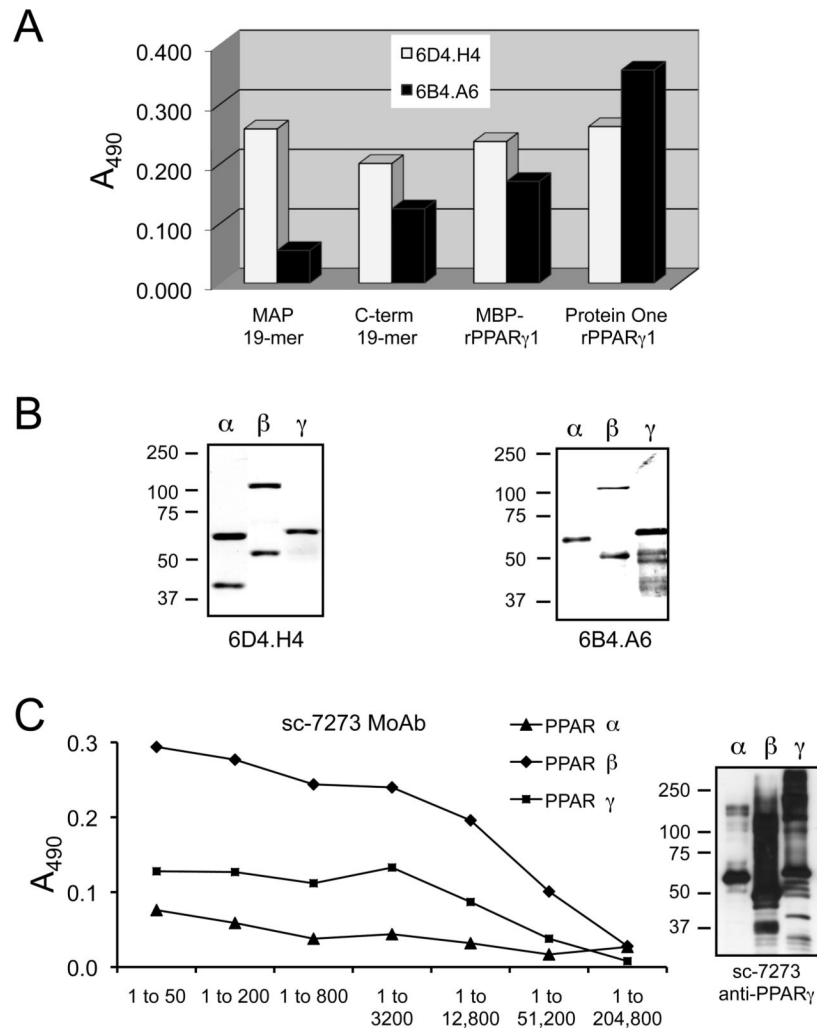 A
0.400
0.300
0.200
0.100
0.000
A490
6D4.H4
6B4.A6
MAP
19-mer
C-term
19-mer
MBP-
rPPARγ1
Protein One
rPPARγ1
B
α β γ
250
100
75
50
37
6D4.H4
α β γ
250
100
75
50
37
6B4.A6
C
sc-7273 MoAb
PPAR α
PPAR β
PPAR γ
0.3
0.2
0.1
0.0
A490
1 to 50
1 to 200
1 to 800
1 to
3200
1 to
12,800
1 to
51,200
1 to
204,800
α β γ
250
100
75
50
37
sc-7273
anti-PPARγ